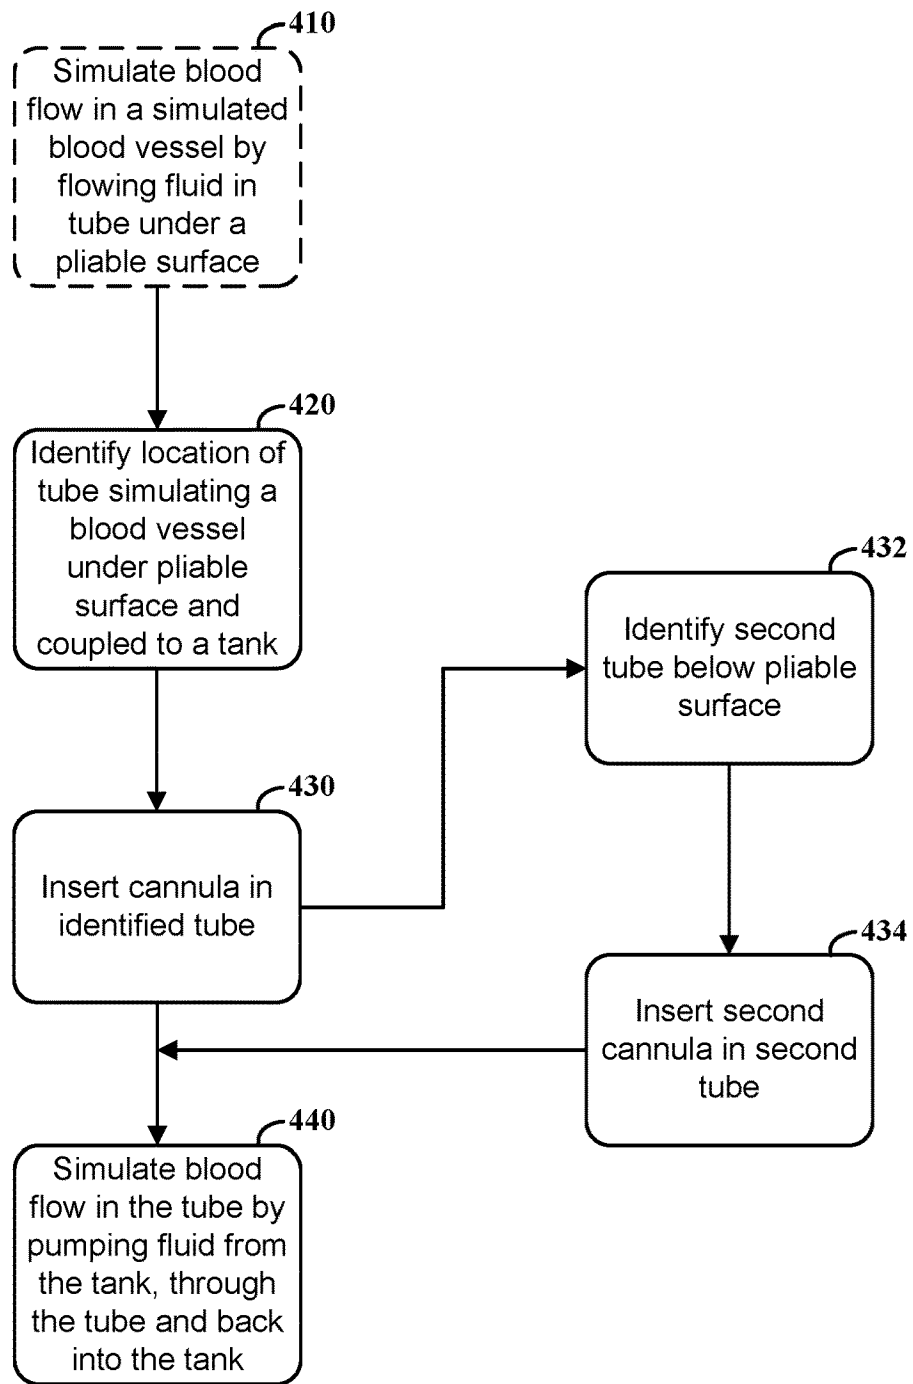 410
Simulate blood
flow in a simulated
blood vessel by
flowing fluid in
tube under a
pliable surface
420
Identify location of
tube simulating a
blood vessel
under pliable
surface and
coupled to a tank
430
Insert cannula in
identified tube
432
Identify second
tube below pliable
surface
434
Insert second
cannula in second
tube
440
Simulate blood
flow in the tube by
pumping fluid from
the tank, through
the tube and back
into the tank